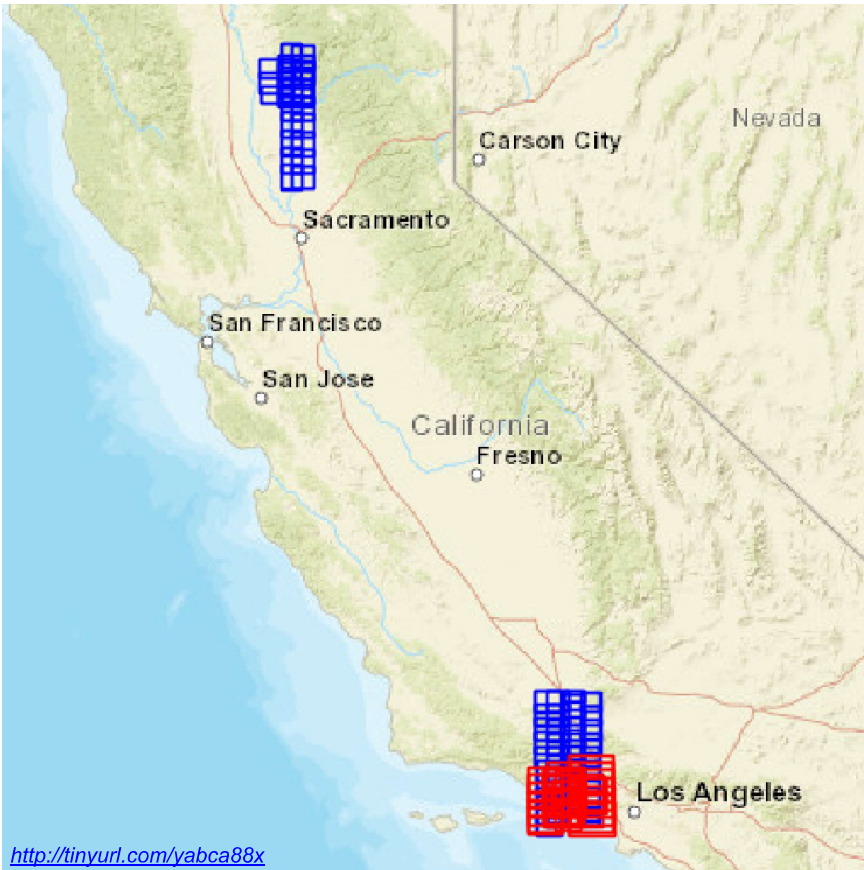 Nevada
Carson City
Sacramento
San Francisco
San Jose
California
Fresno
Los Angeles
http://tinyurl.com/yabca88x